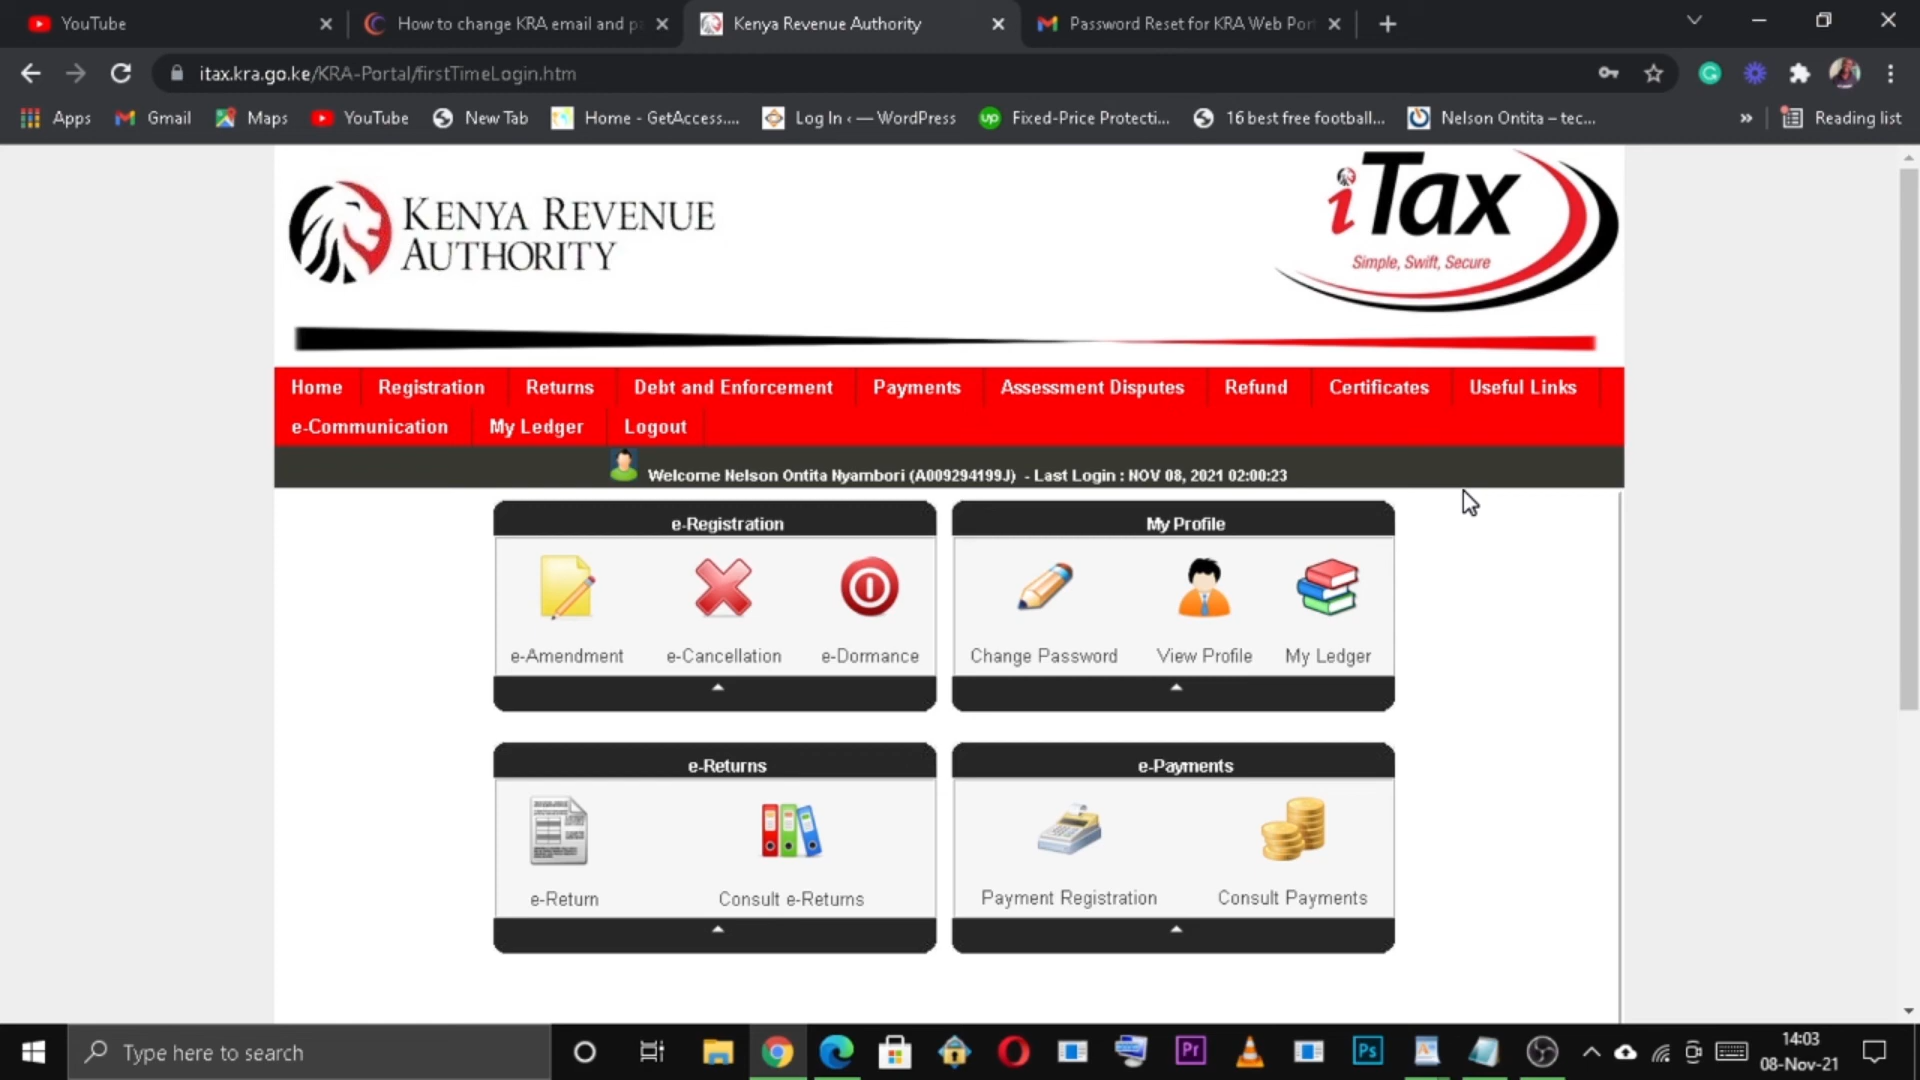 YouTube
How to change KRA email and p
Kenya Revenue Authority
Password Reset for KRA Web Por
itax.kra.go.ke/KRA-Portal/firstTimeLogin.htm
Apps
Gmail
Maps
YouTube
New Tab
Home - GetAccess....
Log In ‹ — WordPress
up
Fixed-Price Protecti...
16 best free football...
Nelson Ontita – tec...
»
Reading list
KENYA REVENUE
AUTHORITY
iTax
Simple, Swift, Secure
Home
Registration
Returns
Debt and Enforcement
Payments
Assessment Disputes
Refund
Certificates
Useful Links
e-Communication
My Ledger
Logout
Welcome Nelson Ontita Nyambori (A009294199J) - Last Login : NOV 08, 2021 02:00:23
e-Registration
e-Amendment
e-Cancellation
e-Dormance
My Profile
Change Password
View Profile
My Ledger
e-Returns
e-Return
Consult e-Returns
e-Payments
Payment Registration
Consult Payments
Type here to search
Pr
Ps
14:03
08-Nov-21